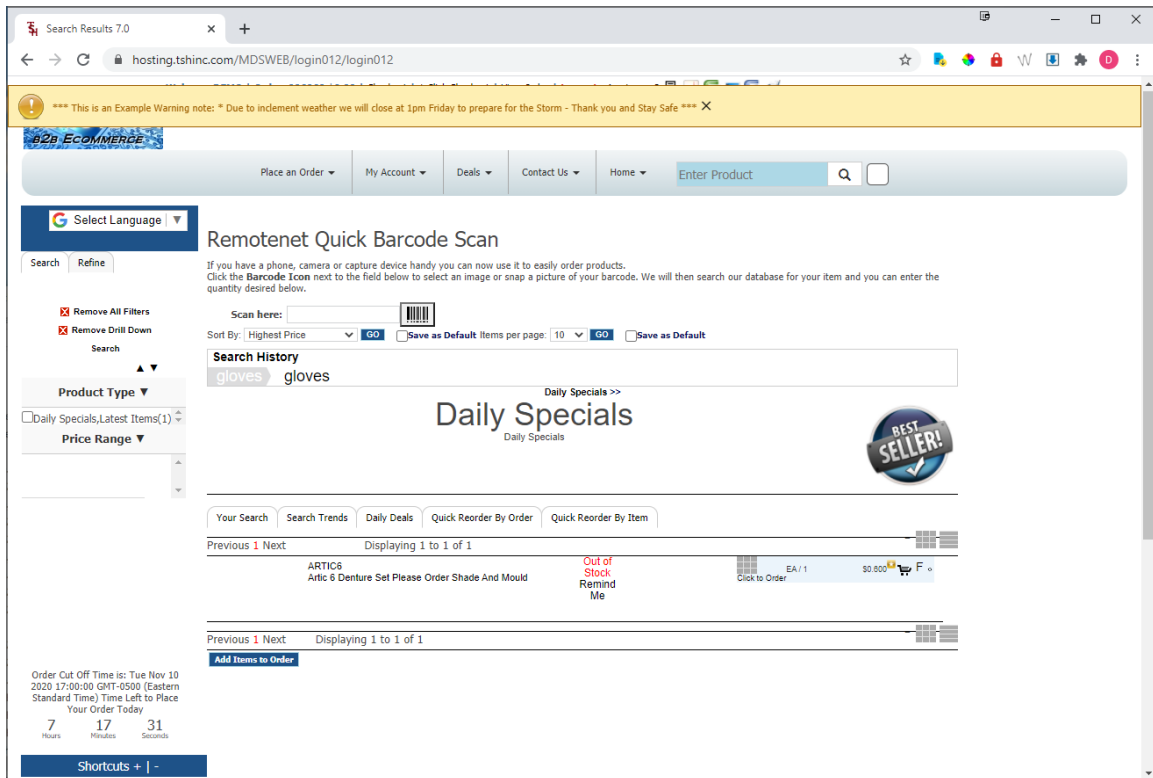 Search Results 7.0
hosting.tshinc.com/MDSWEB/login012/login012
D
*** This is an Example Warning note: * Due to inclement weather we will close at 1pm Friday to prepare for the Storm - Thank you and Stay Safe *** X
B2B ECOMMERCE
Place an Order ▾ My Account ▾ Deals ▾ Contact Us ▾ Home ▾ Enter Product
G Select Language ▼
Search Refine
Remove All Filters
Remove Drill Down
Search
▲ ▼
Product Type ▼
Daily Specials,Latest Items(1)
Price Range ▼
Remotenet Quick Barcode Scan
If you have a phone, camera or capture device handy you can now use it to easily order products.
Click the Barcode Icon next to the field below to select an image or snap a picture of your barcode. We will then search our database for your item and you can enter the
quantity desired below.
Scan here:
Sort By: Highest Price GO Save as Default Items per page: 10 GO Save as Default
Search History
gloves gloves
Daily Specials >>
Daily Specials
Daily Specials
BEST
SELLER!
Your Search Search Trends Daily Deals Quick Reorder By Order Quick Reorder By Item
Previous 1 Next Displaying 1 to 1 of 1
ARTIC6
Artic 6 Denture Set Please Order Shade And Mould
Out of
Stock
Remind
Me
Click to Order
EA / 1
$0.600
F
Previous 1 Next Displaying 1 to 1 of 1
Add Items to Order
Order Cut Off Time is: Tue Nov 10
2020 17:00:00 GMT-0500 (Eastern
Standard Time) Time Left to Place
Your Order Today
7 17 31
Hours Minutes Seconds
Shortcuts + | -